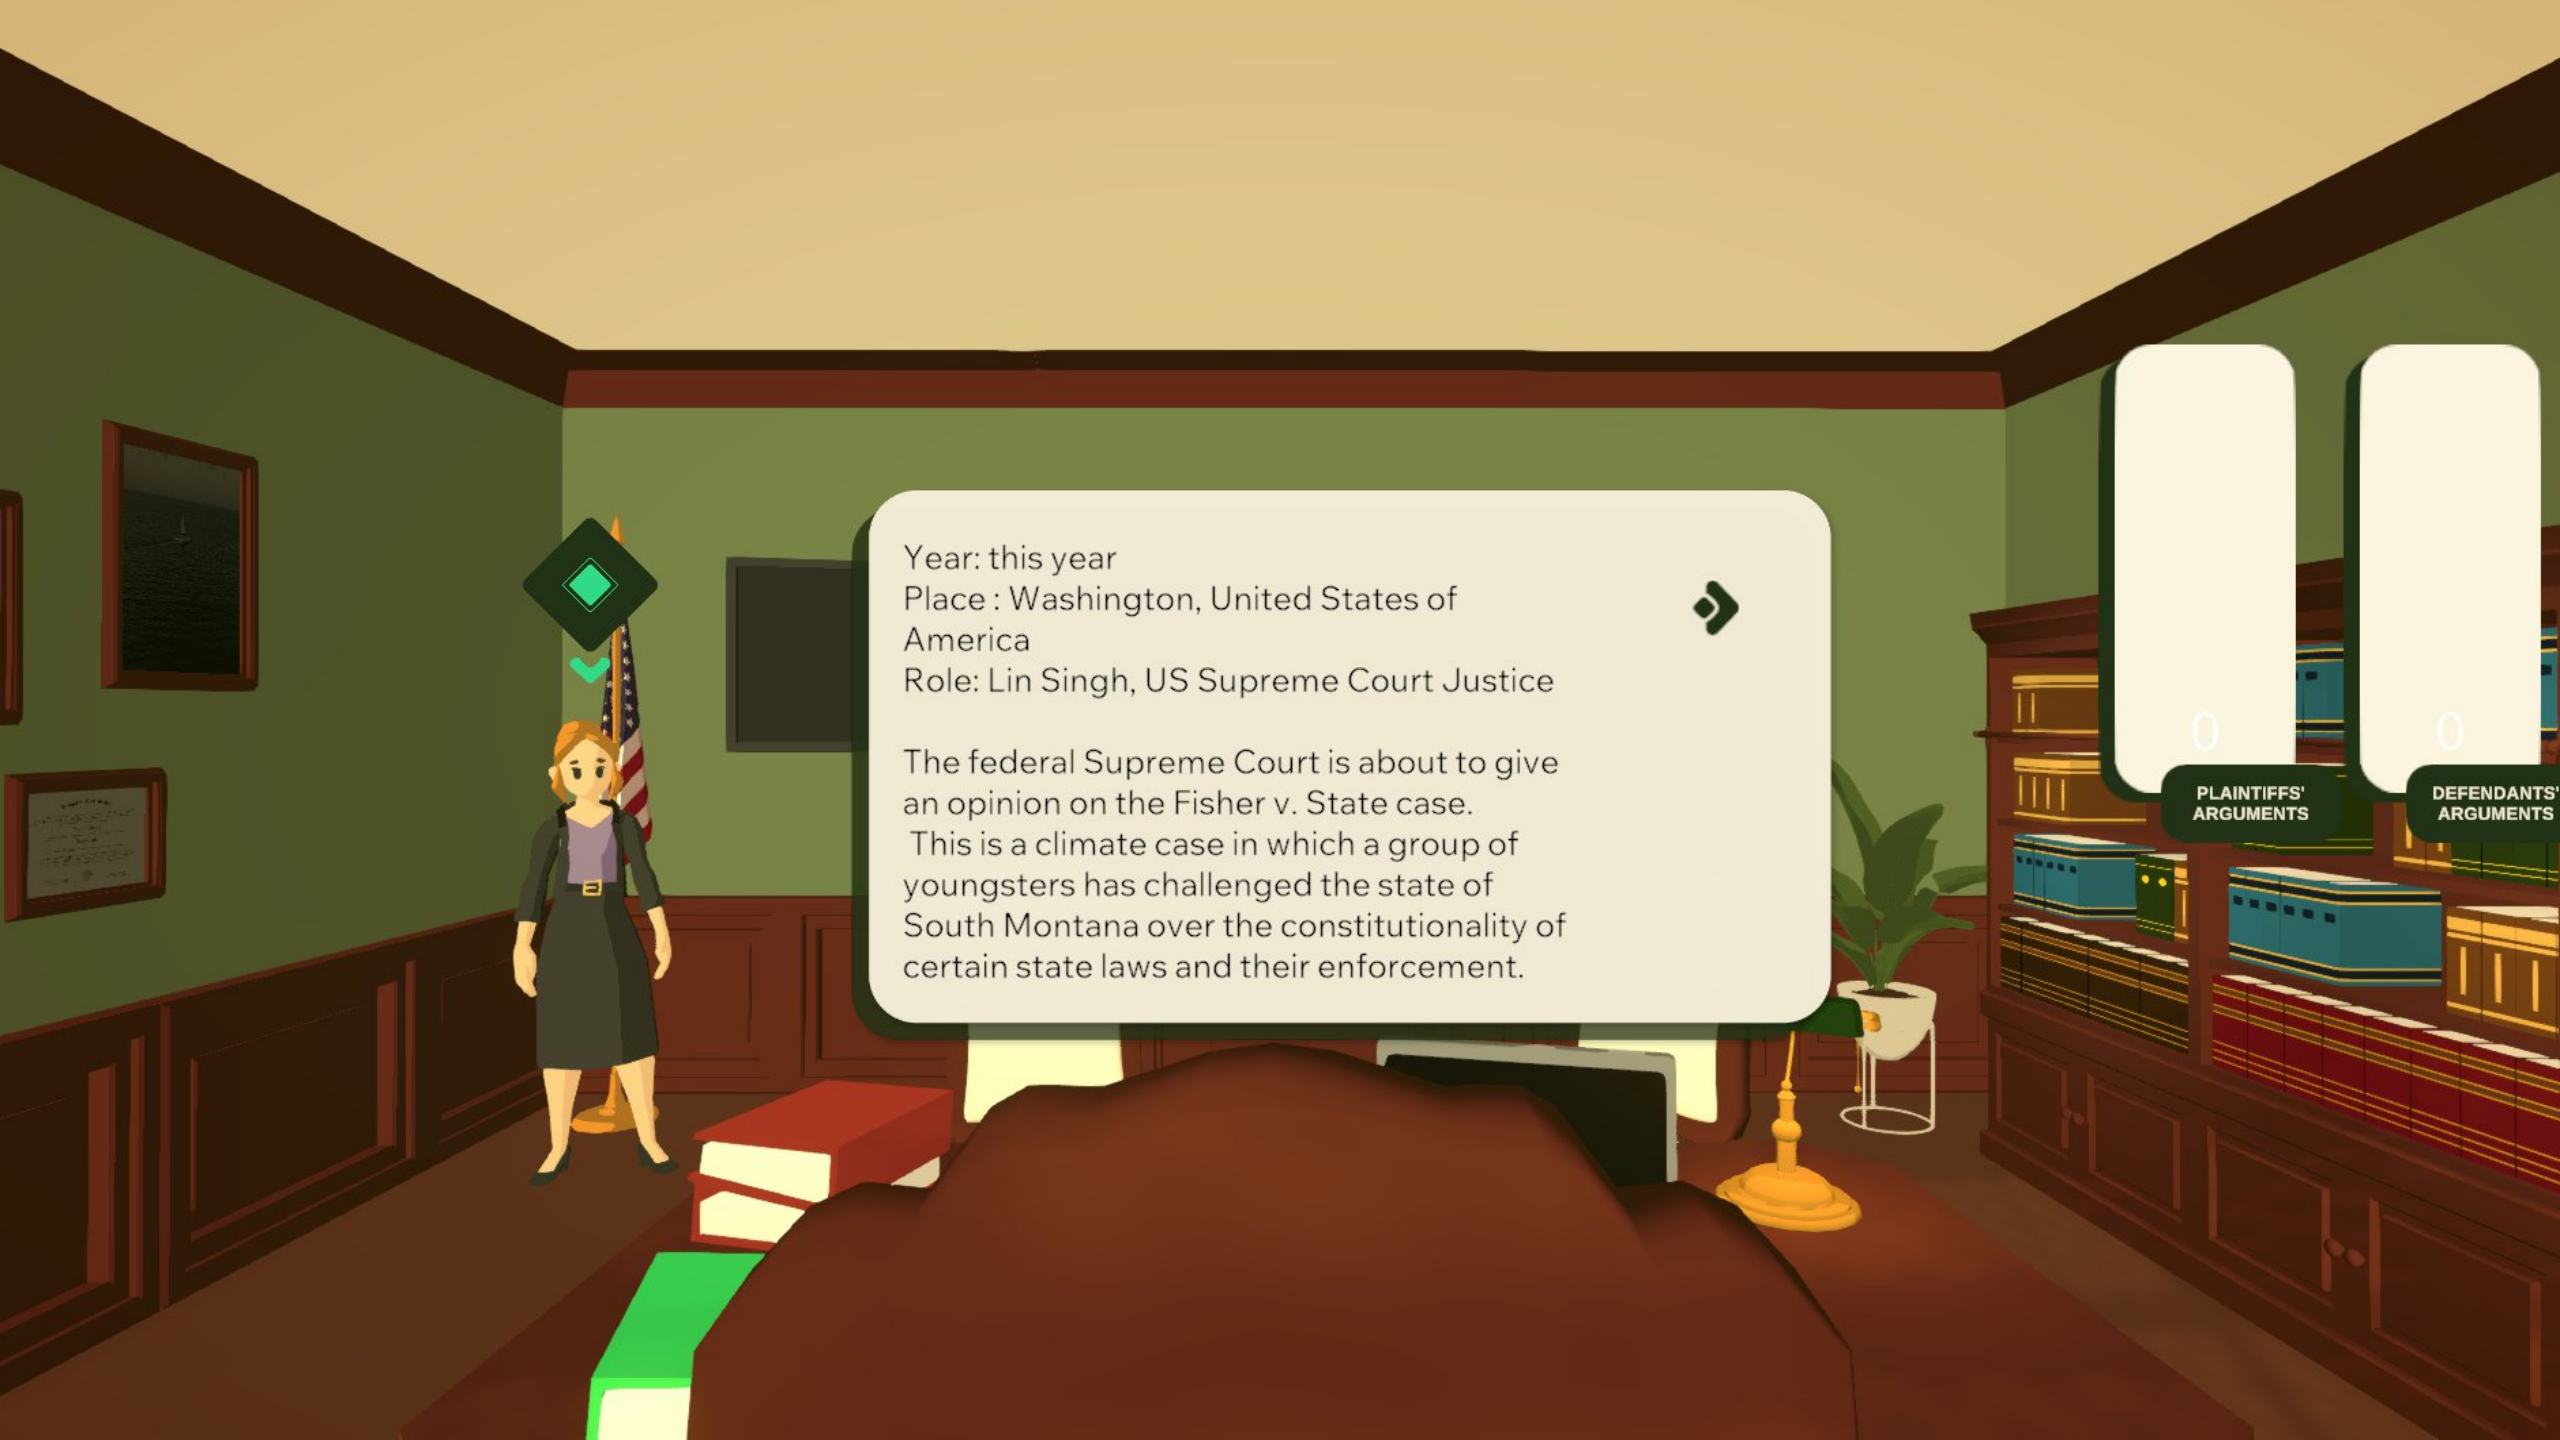 Year: this year
Place : Washington, United States of
America
Role: Lin Singh, US Supreme Court Justice
The federal Supreme Court is about to give
an opinion on the Fisher v. State case.
This is a climate case in which a group of
youngsters has challenged the state of
South Montana over the constitutionality of
certain state laws and their enforcement.
0
0
PLAINTIFFS'
ARGUMENTS
DEFENDANTS'
ARGUMENTS